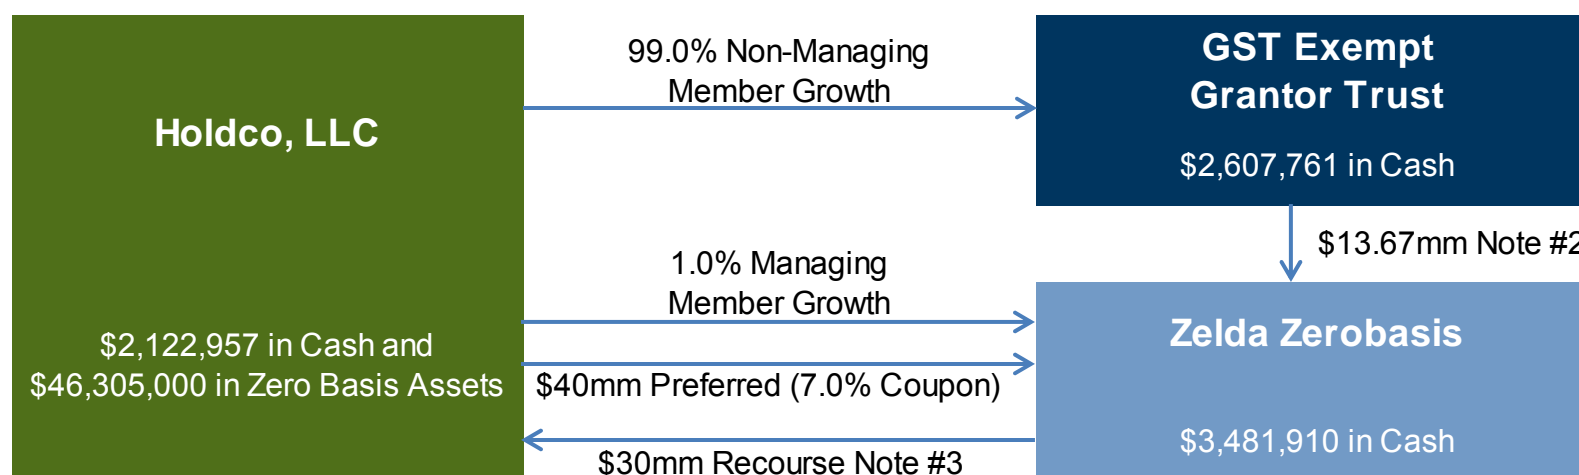 Holdco, LLC
$2,122,957 in Cash and
$46,305,000 in Zero Basis Assets
99.0% Non-Managing
Member Growth
1.0% Managing
Member Growth
$40mm Preferred (7.0% Coupon)
$30mm Recourse Note #3
GST Exempt
Grantor Trust
$2,607,761 in Cash
$13.67mm Note #2
Zelda Zerobasis
$3,481,910 in Cash